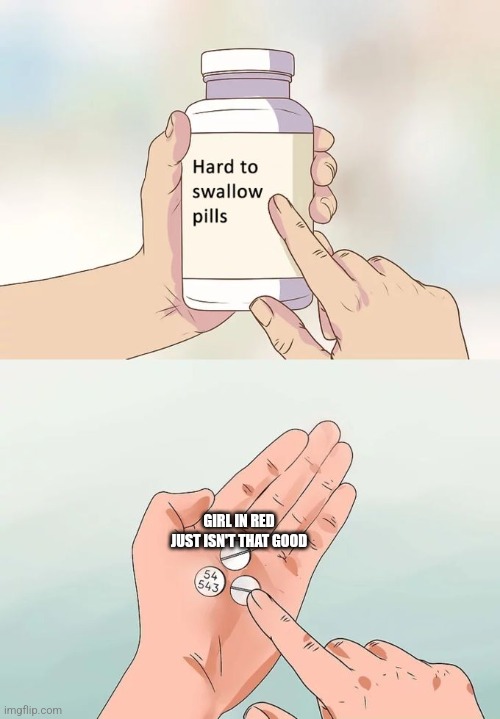 Hard to
swallow
pills
GIRL IN RED
JUST ISN'T THAT GOOD
54
543
imgflip.com